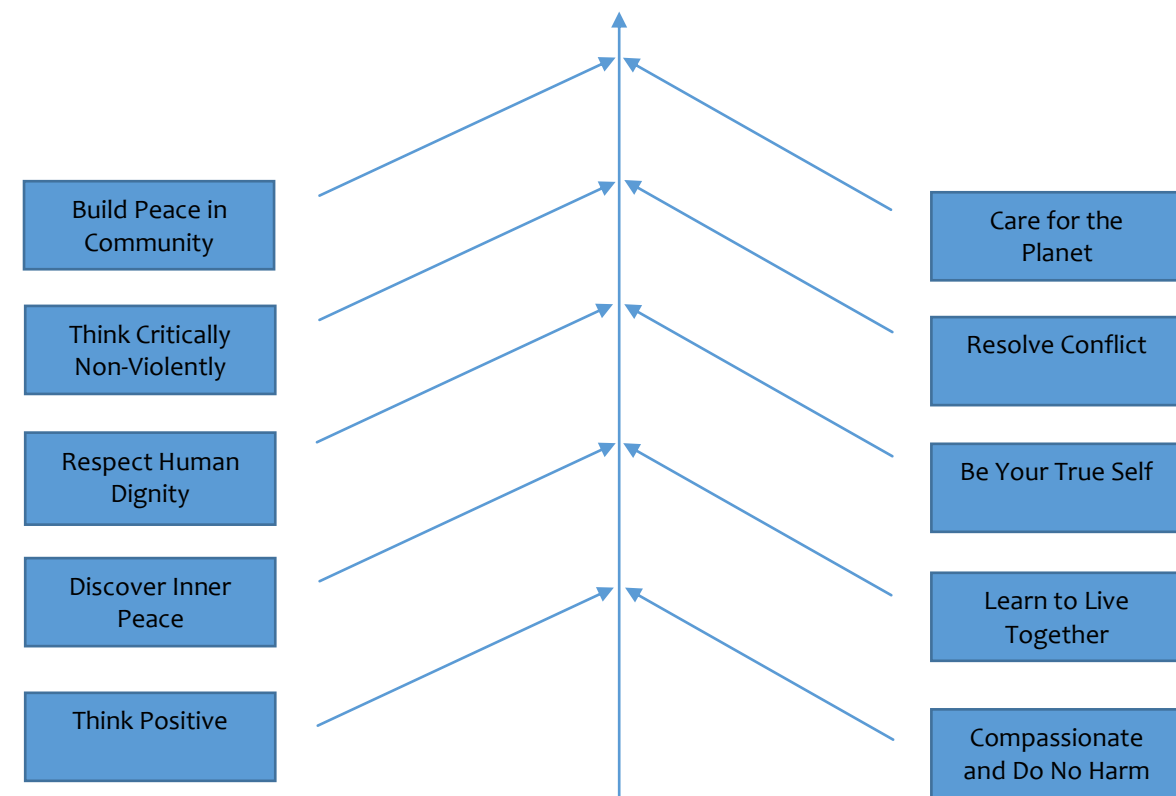 Build Peace in
Community
Care for the
Planet
Think Critically
Non-Violently
Resolve Conflict
Respect Human
Dignity
Be Your True Self
Discover Inner
Peace
Learn to Live
Together
Think Positive
Compassionate
and Do No Harm